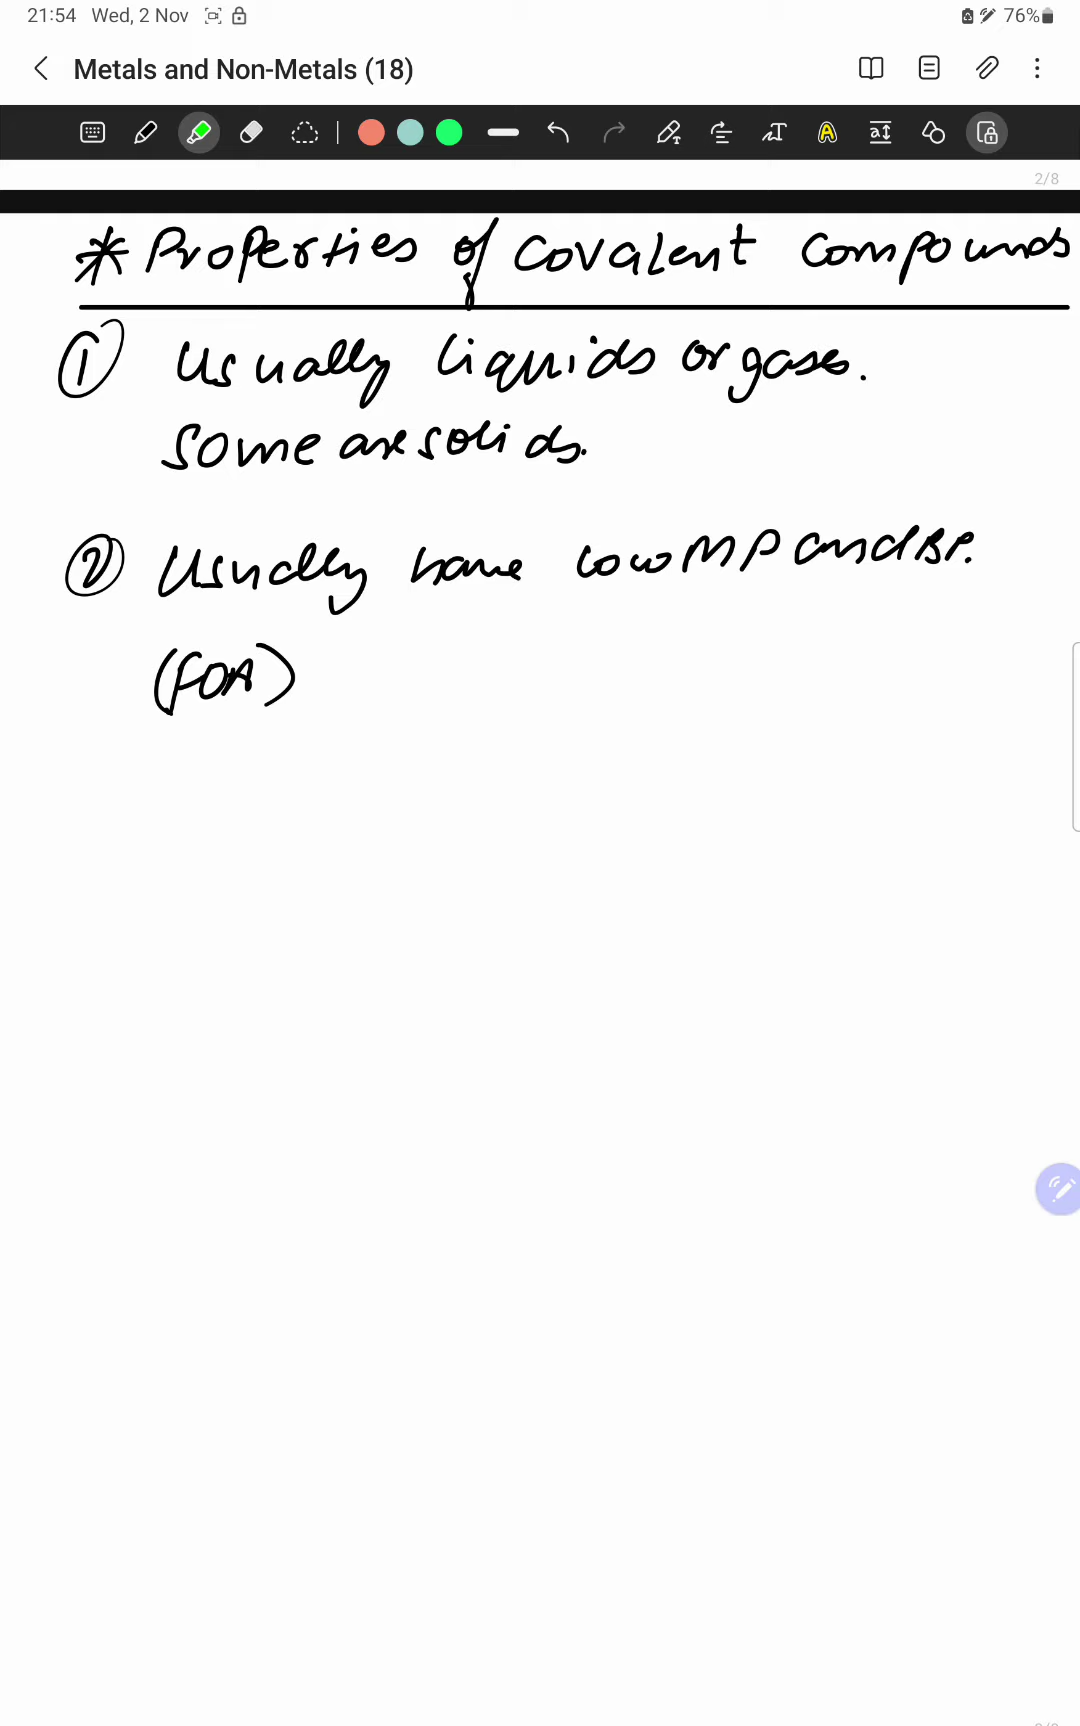 21:54 Wed, 2 Nov 76%
Metals and Non-Metals (18)
2/8
* Properties of Covalent Compounds
① Usually liquids or gases.
Some are solids.
② Usually have low MP and BP.
(FOA)